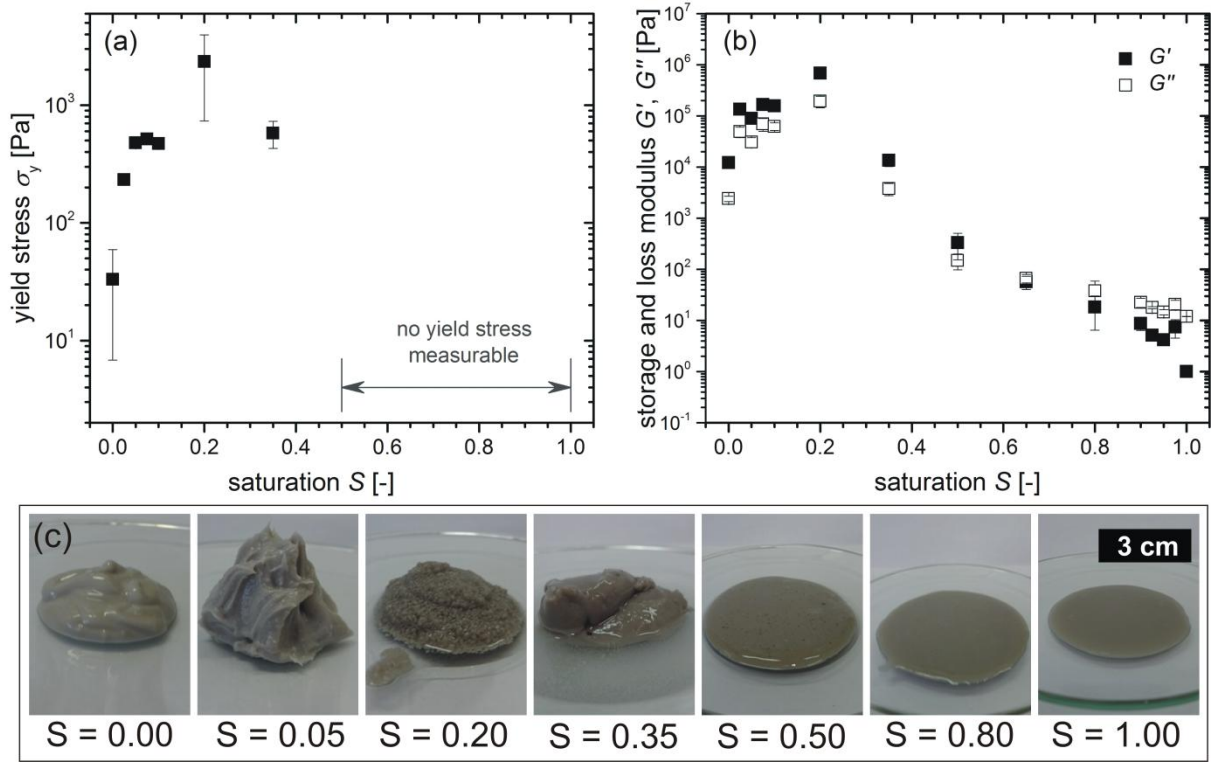 (a)
yield stress σy [Pa]
10³
10²
10¹
no yield stress
measurable
0.0 0.2 0.4 0.6 0.8 1.0
saturation S [-]
(b)
G'
G''
storage and loss modulus G', G'' [Pa]
10⁷
10⁶
10⁵
10⁴
10³
10²
10¹
10⁰
10⁻¹
0.0 0.2 0.4 0.6 0.8 1.0
saturation S [-]
(c)
3 cm
S = 0.00 S = 0.05 S = 0.20 S = 0.35 S = 0.50 S = 0.80 S = 1.00